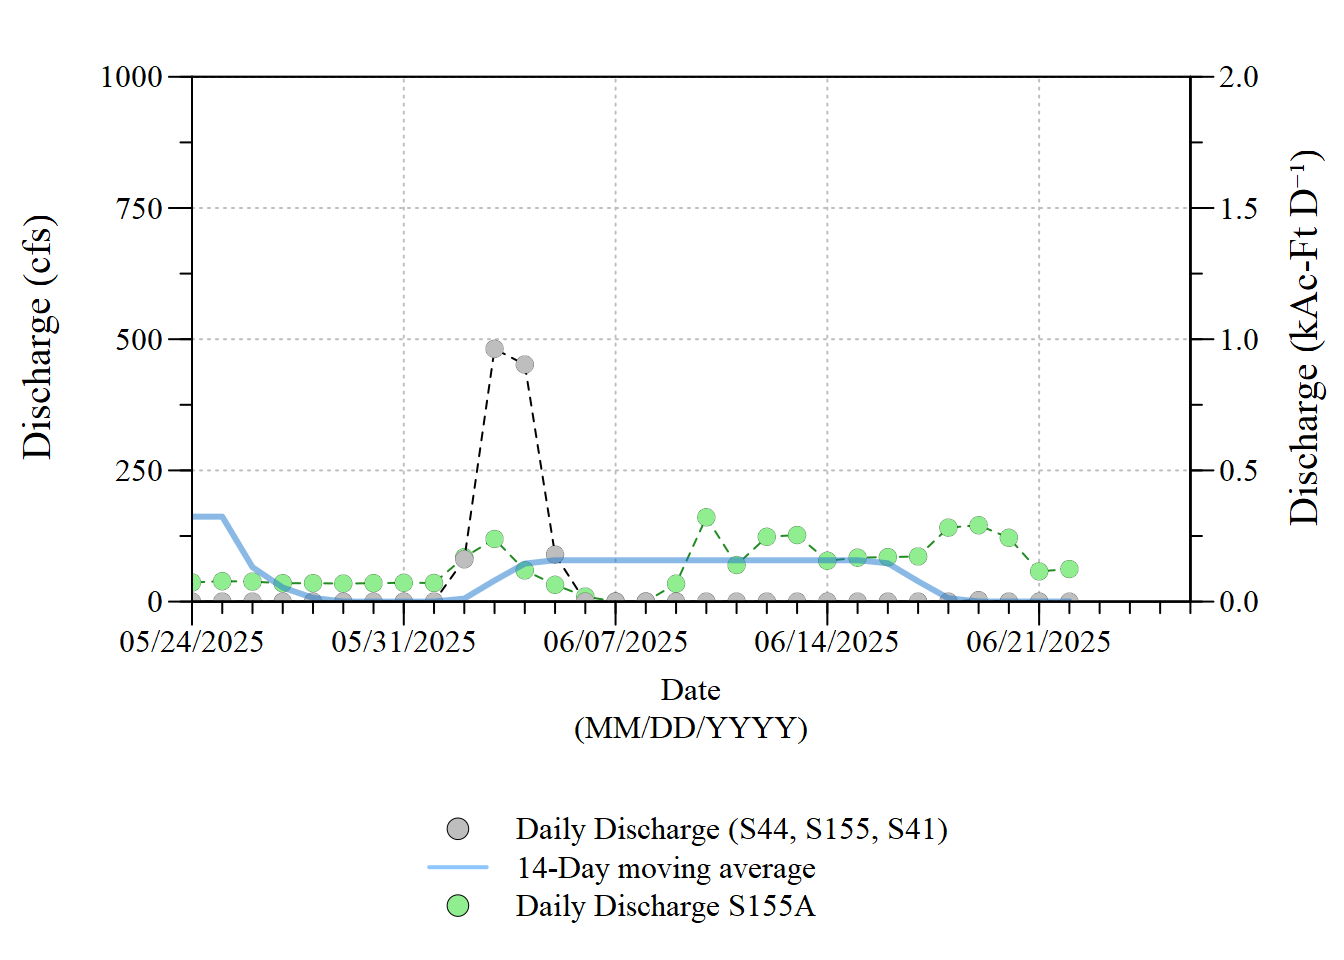 1000
750
500
250
0
Discharge (cfs)
2.0
1.5
1.0
0.5
0.0
Discharge (kAc-Ft D⁻¹)
05/24/2025 05/31/2025 06/07/2025 06/14/2025 06/21/2025
Date
(MM/DD/YYYY)
Daily Discharge (S44, S155, S41)
14-Day moving average
Daily Discharge S155A